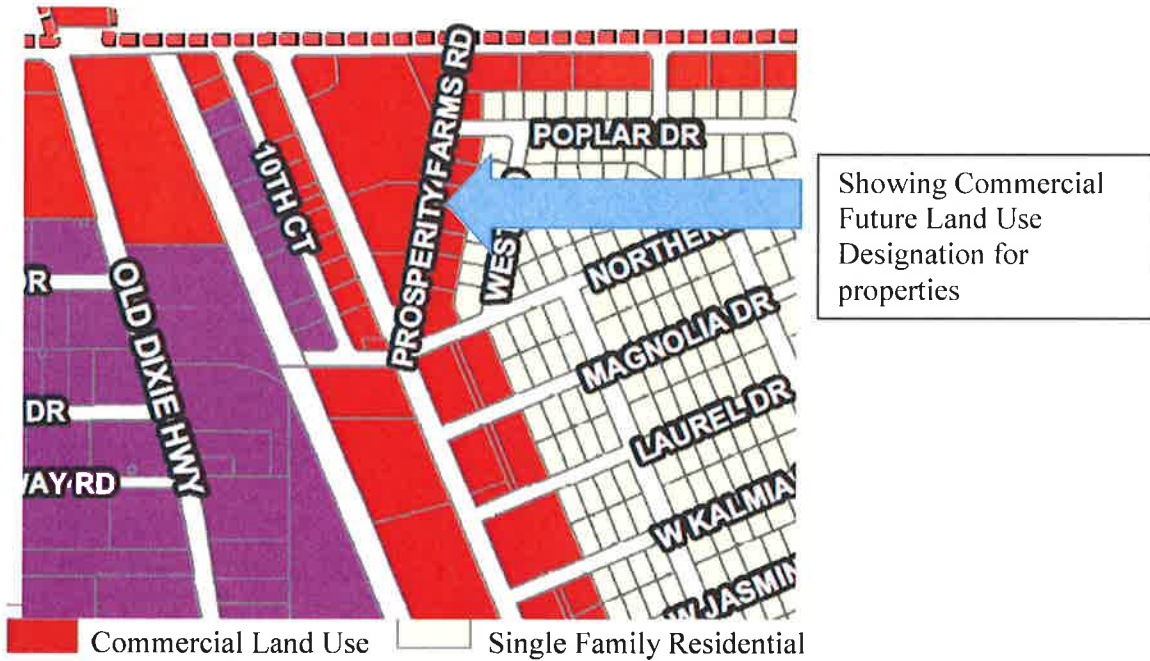 PROSPERITY FARMS RD
POPLAR DR
10TH CT
WEST
NORTHER
R
OLD DIXIE HWY
MAGNOLIA DR
DR
LAUREL DR
WAY RD
W KALMIA
W JASMIN
Showing Commercial
Future Land Use
Designation for
properties
Commercial Land Use
Single Family Residential